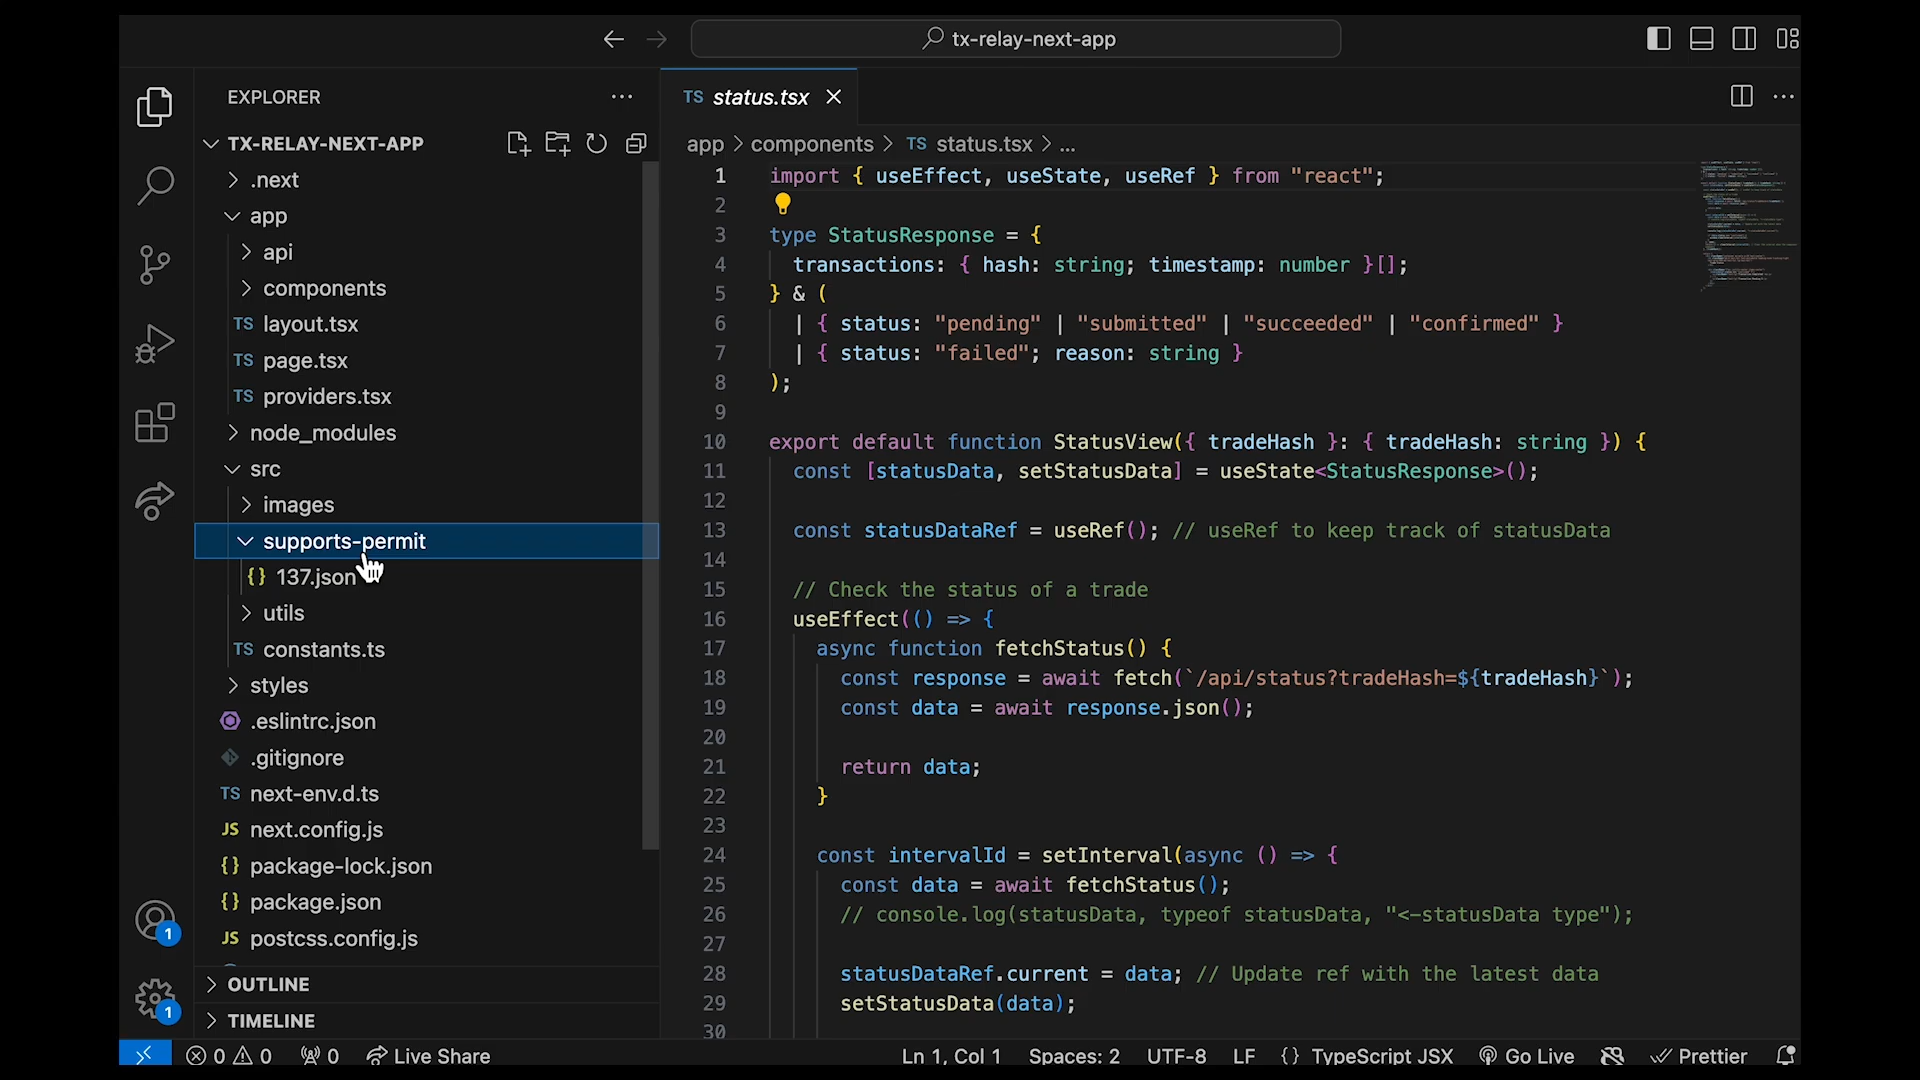 tx-relay-next-app
EXPLORER
TX-RELAY-NEXT-APP
.next
app
api
components
TS layout.tsx
TS page.tsx
TS providers.tsx
node_modules
src
images
supports-permit
{} 137.json
utils
TS constants.ts
styles
.eslintrc.json
.gitignore
TS next-env.d.ts
JS next.config.js
{} package-lock.json
{} package.json
JS postcss.config.js
OUTLINE
TIMELINE
1
1
TS status.tsx
app > components > TS status.tsx > ...
1 import { useEffect, useState, useRef } from "react";
2
3 type StatusResponse = {
4 transactions: { hash: string; timestamp: number }[];
5 } & (
6 | { status: "pending" | "submitted" | "succeeded" | "confirmed" }
7 | { status: "failed"; reason: string }
8 );
9
10 export default function StatusView({ tradeHash }: { tradeHash: string }) {
11 const [statusData, setStatusData] = useState<StatusResponse>();
12
13 const statusDataRef = useRef(); // useRef to keep track of statusData
14
15 // Check the status of a trade
16 useEffect(() => {
17 async function fetchStatus() {
18 const response = await fetch(`/api/status?tradeHash=${tradeHash}`);
19 const data = await response.json();
20
21 return data;
22 }
23
24 const intervalId = setInterval(async () => {
25 const data = await fetchStatus();
26 // console.log(statusData, typeof statusData, "<-statusData type");
27
28 statusDataRef.current = data; // Update ref with the latest data
29 setStatusData(data);
30
0 0 0 Live Share Ln 1, Col 1 Spaces: 2 UTF-8 LF {} TypeScript JSX Go Live Prettier